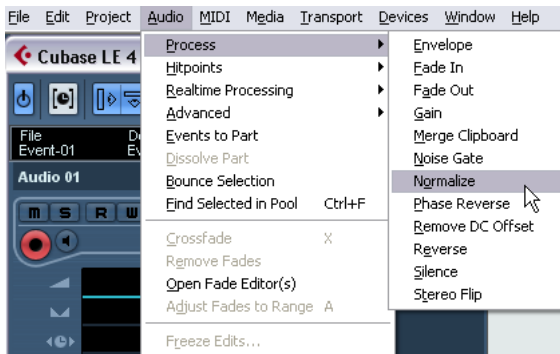 File Edit Project Audio MIDI Media Transport Devices Window Help
Cubase LE 4
File
Event-01
Audio 01
M S R W
Process
Hitpoints
Realtime Processing
Advanced
Events to Part
Dissolve Part
Bounce Selection
Find Selected in Pool Ctrl+F
Crossfade X
Remove Fades
Open Fade Editor(s)
Adjust Fades to Range A
Freeze Edits...
Envelope
Fade In
Fade Out
Gain
Merge Clipboard
Noise Gate
Normalize
Phase Reverse
Remove DC Offset
Reverse
Silence
Stereo Flip